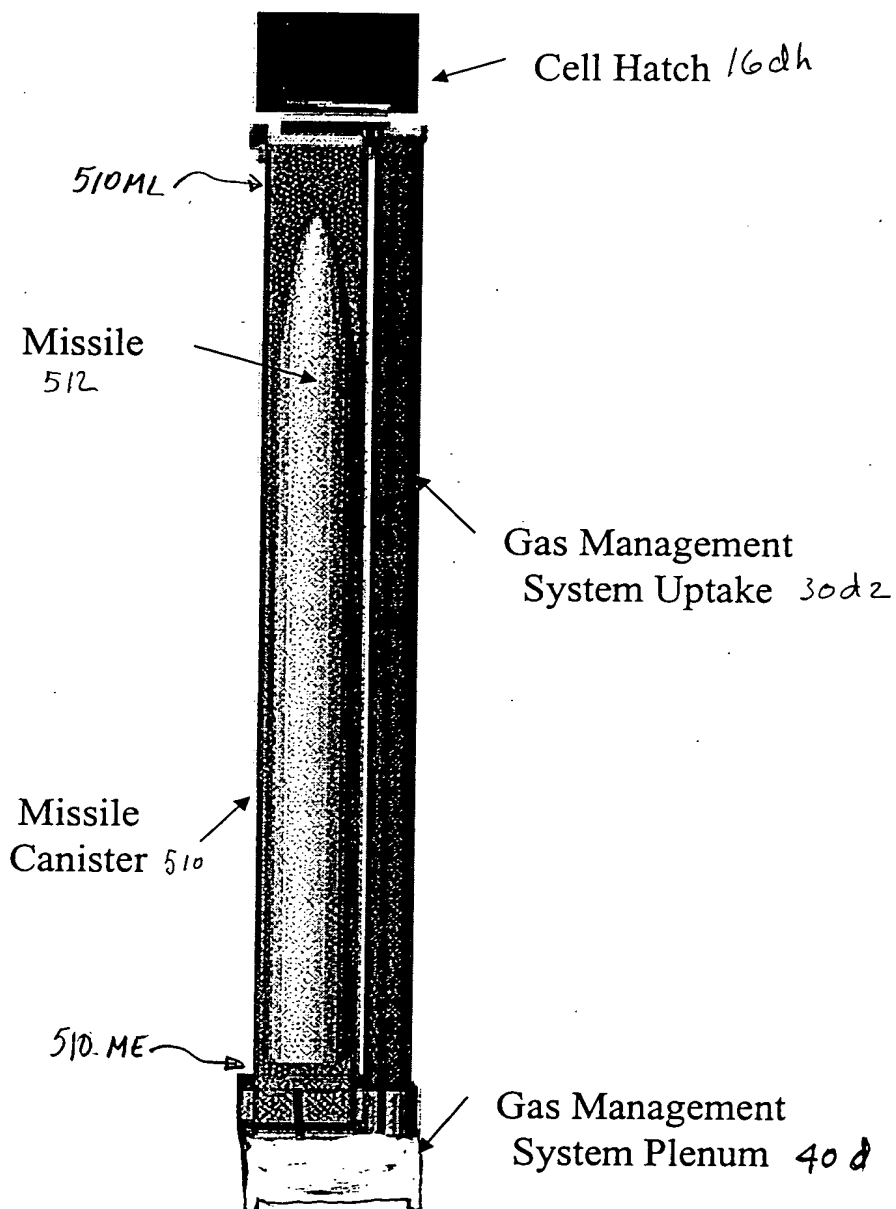 Cell Hatch 16dh
510ML
Missile
512
Gas Management
System Uptake 30d2
Missile
Canister 510
510 ME
Gas Management
System Plenum 40d